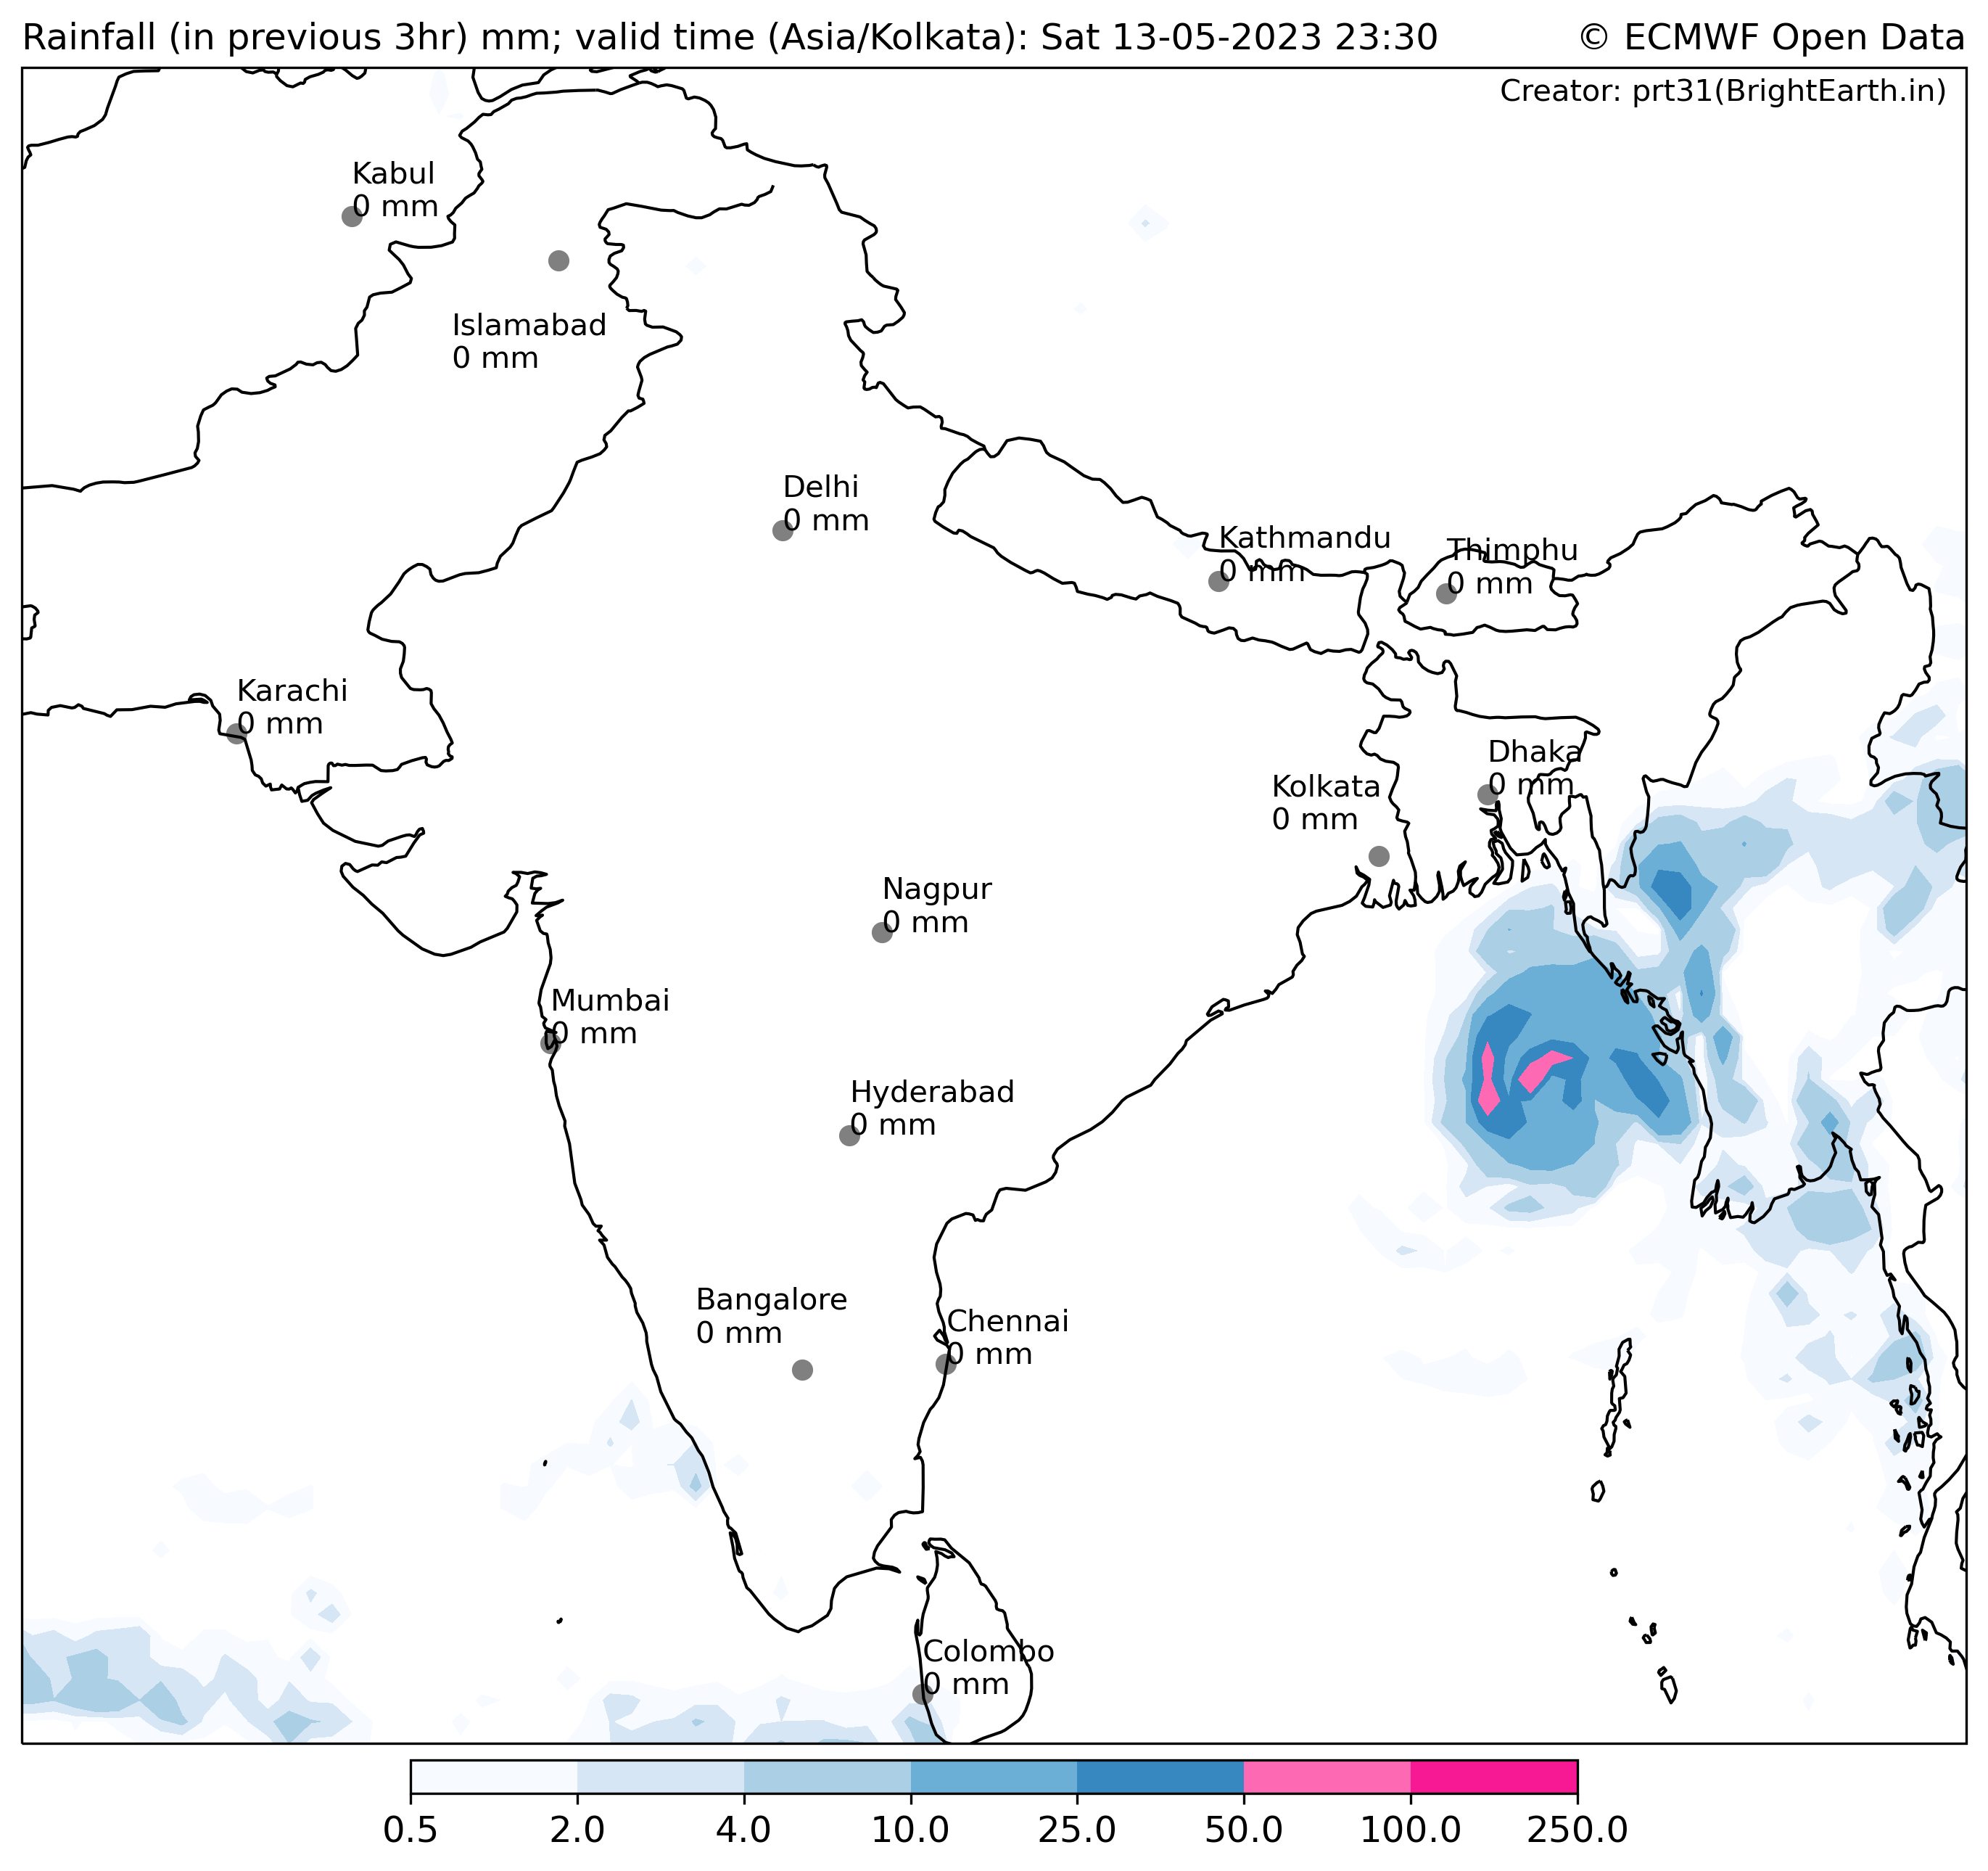 Rainfall (in previous 3hr) mm; valid time (Asia/Kolkata): Sat 13-05-2023 23:30
© ECMWF Open Data
Creator: prt31(BrightEarth.in)
Kabul
0 mm
Islamabad
0 mm
Delhi
0 mm
Kathmandu
0 mm
Thimphu
0 mm
Karachi
0 mm
Dhaka
0 mm
Kolkata
0 mm
Nagpur
0 mm
Mumbai
0 mm
Hyderabad
0 mm
Bangalore
0 mm
Chennai
0 mm
Colombo
0 mm
0.5 2.0 4.0 10.0 25.0 50.0 100.0 250.0